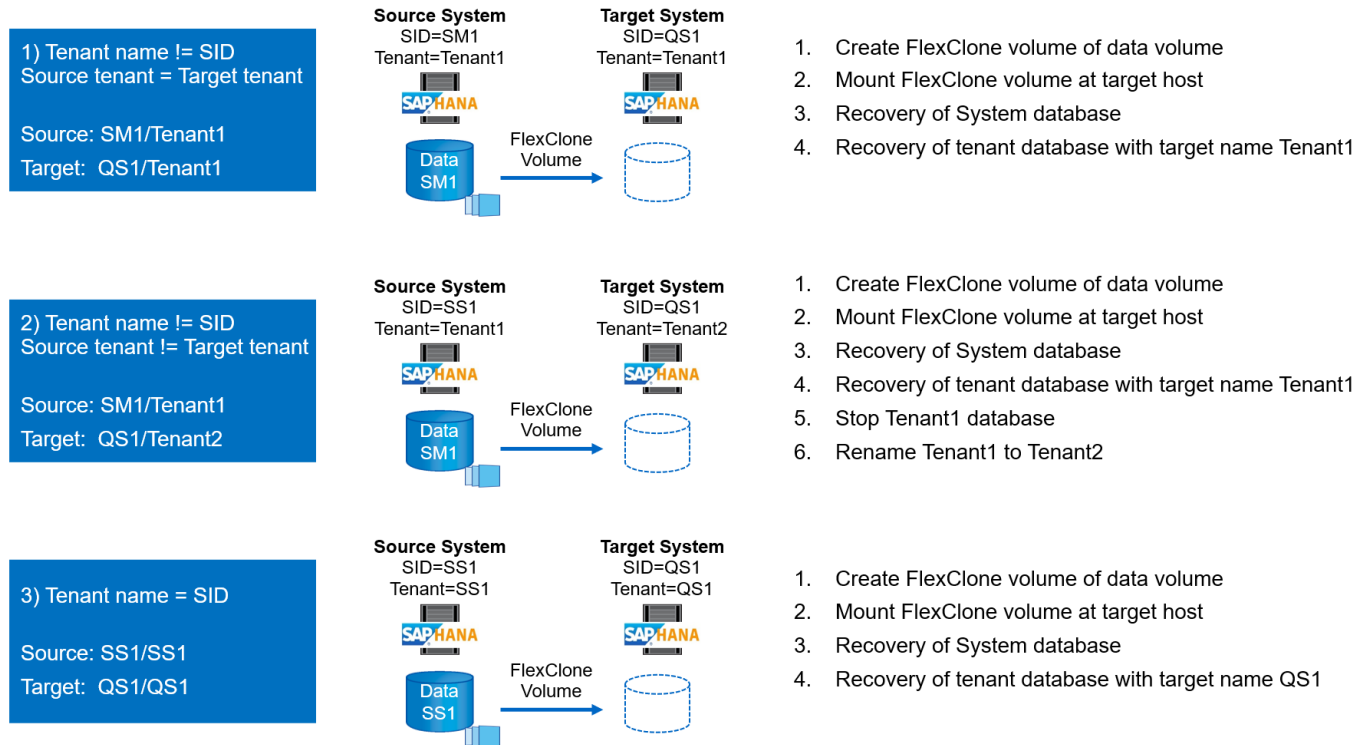 1) Tenant name != SID
Source tenant = Target tenant
Source: SM1/Tenant1
Target: QS1/Tenant1
Source System
SID=SM1
Tenant=Tenant1
SAP HANA
Data
SM1
FlexClone
Volume
Target System
SID=QS1
Tenant=Tenant1
SAP HANA
1. Create FlexClone volume of data volume
2. Mount FlexClone volume at target host
3. Recovery of System database
4. Recovery of tenant database with target name Tenant1
2) Tenant name != SID
Source tenant != Target tenant
Source: SM1/Tenant1
Target: QS1/Tenant2
Source System
SID=SS1
Tenant=Tenant1
SAP HANA
Data
SM1
FlexClone
Volume
Target System
SID=QS1
Tenant=Tenant2
SAP HANA
1. Create FlexClone volume of data volume
2. Mount FlexClone volume at target host
3. Recovery of System database
4. Recovery of tenant database with target name Tenant1
5. Stop Tenant1 database
6. Rename Tenant1 to Tenant2
3) Tenant name = SID
Source: SS1/SS1
Target: QS1/QS1
Source System
SID=SS1
Tenant=SS1
SAP HANA
Data
SS1
FlexClone
Volume
Target System
SID=QS1
Tenant=QS1
SAP HANA
1. Create FlexClone volume of data volume
2. Mount FlexClone volume at target host
3. Recovery of System database
4. Recovery of tenant database with target name QS1